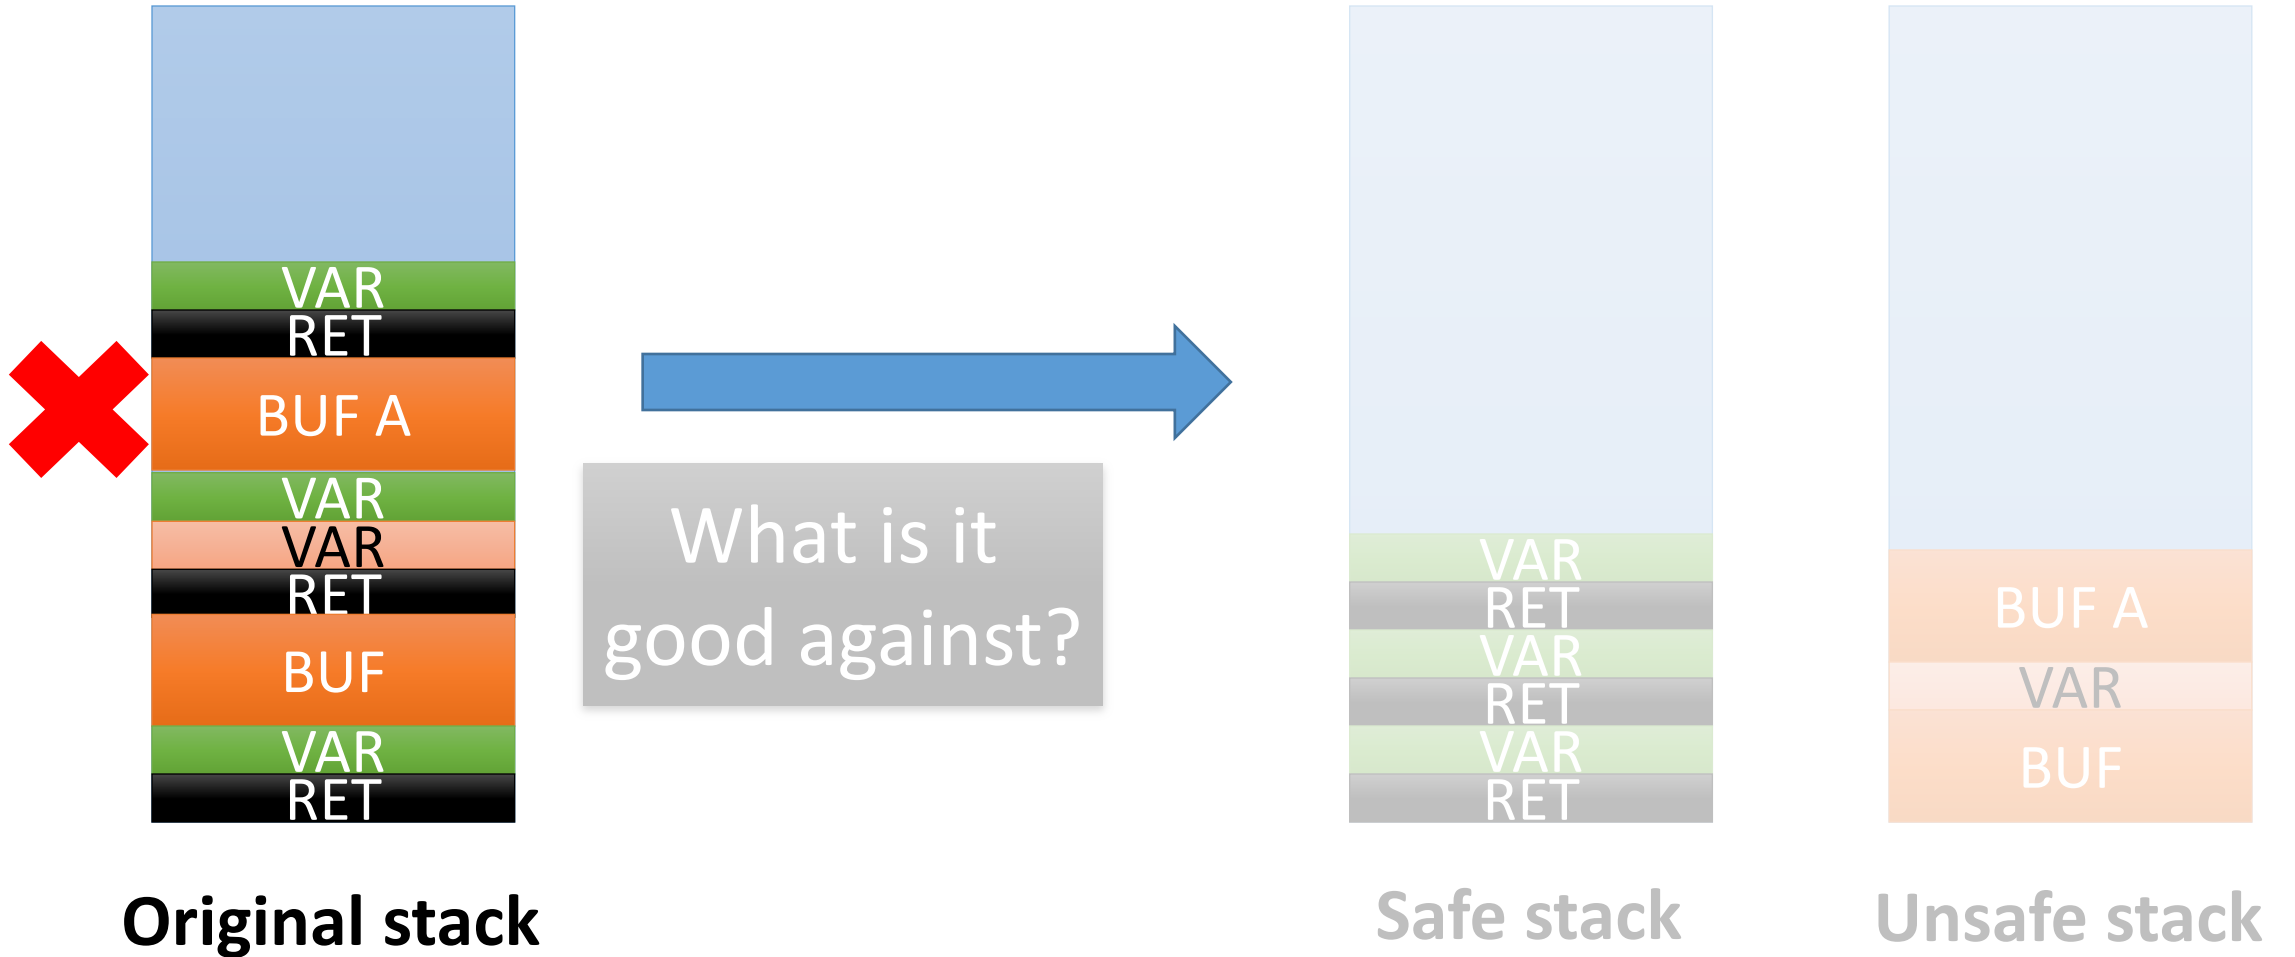 VAR
RET
BUF A
VAR
VAR
RET
BUF
VAR
RET
Original stack
What is it
good against?
VAR
RET
VAR
RET
VAR
RET
Safe stack
BUF A
VAR
BUF
Unsafe stack